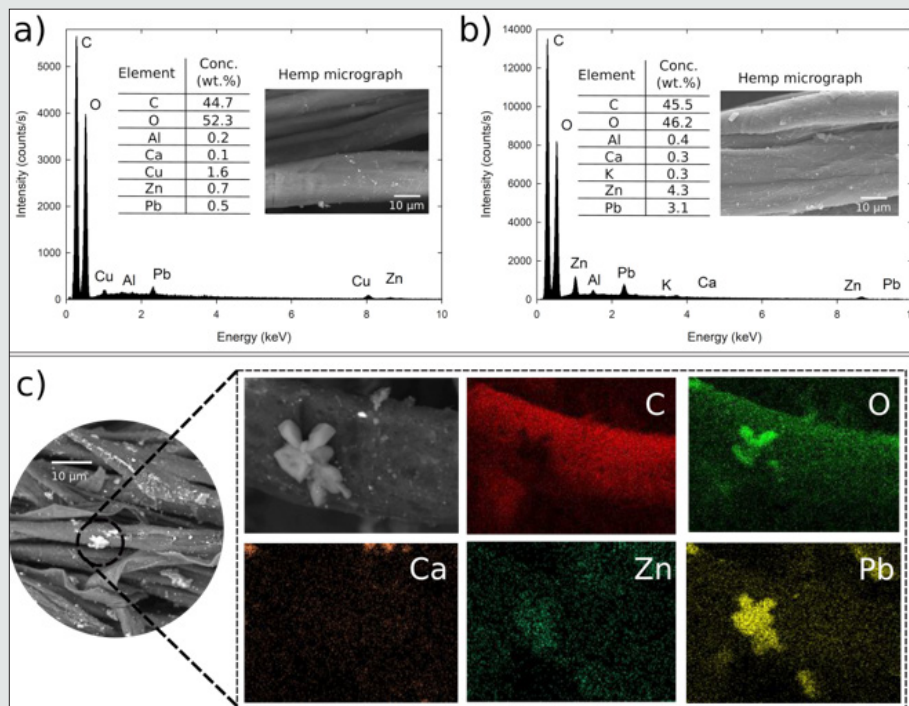 a)
Intensity (counts/s)
5000
4000
3000
2000
1000
0
C
O
Cu
Al
Pb
Cu
Zn
Element Conc. (wt.%)
C 44.7
O 52.3
Al 0.2
Ca 0.1
Cu 1.6
Zn 0.7
Pb 0.5
Hemp micrograph
10 µm
0 2 4 6 8 10
Energy (keV)
b)
Intensity (counts/s)
14000
12000
10000
8000
6000
4000
2000
0
C
O
Zn
Al
Pb
K
Ca
Zn
Pb
Element Conc. (wt.%)
C 45.5
O 46.2
Al 0.4
Ca 0.3
K 0.3
Zn 4.3
Pb 3.1
Hemp micrograph
10 µm
0 2 4 6 8 10
Energy (keV)
c)
10 µm
C
O
Ca
Zn
Pb